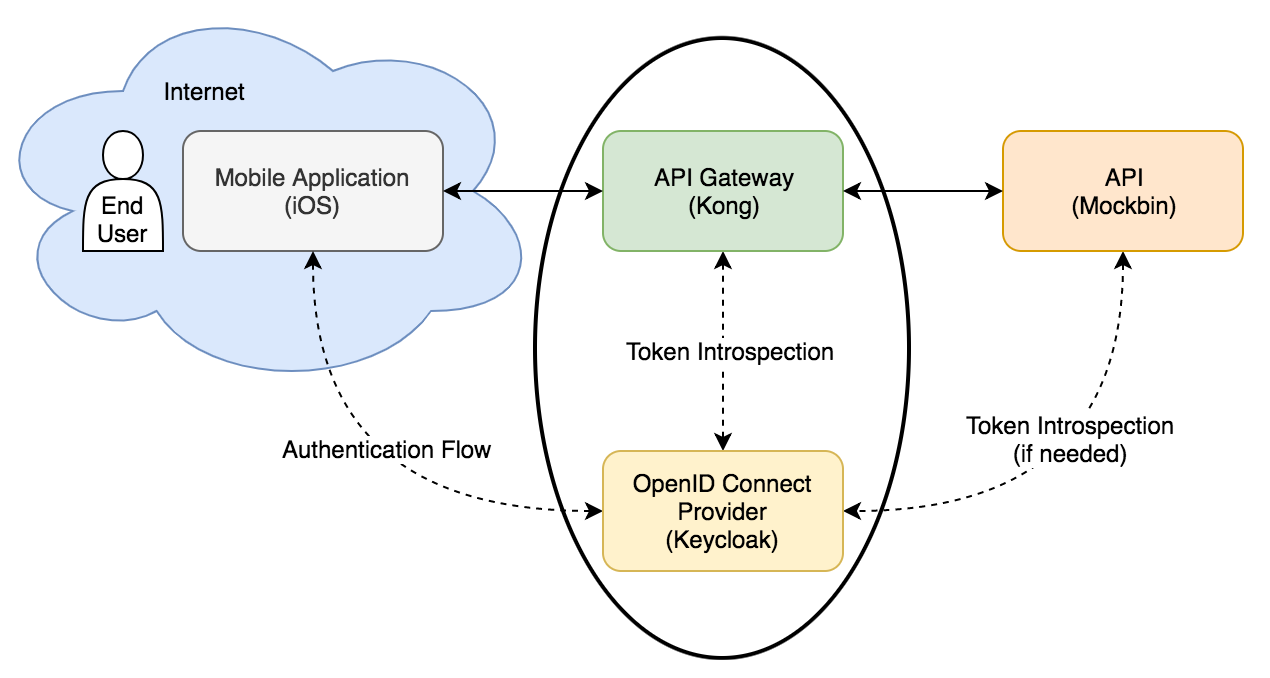 Internet
End
User
Mobile Application
(iOS)
API Gateway
(Kong)
API
(Mockbin)
Token Introspection
Authentication Flow
Token Introspection
(if needed)
OpenID Connect
Provider
(Keycloak)